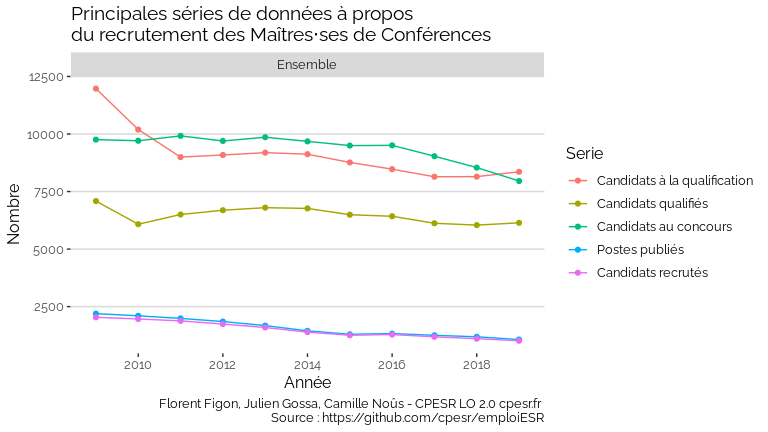 Principales séries de données à propos
du recrutement des Maîtres·ses de Conférences
Ensemble
12500
10000
7500
5000
2500
Nombre
2010 2012 2014 2016 2018
Année
Serie
Candidats à la qualification
Candidats qualifiés
Candidats au concours
Postes publiés
Candidats recrutés
Florent Figon, Julien Gossa, Camille Noûs - CPESR LO 2.0 cpesr.fr
Source : https://github.com/cpesr/emploiESR